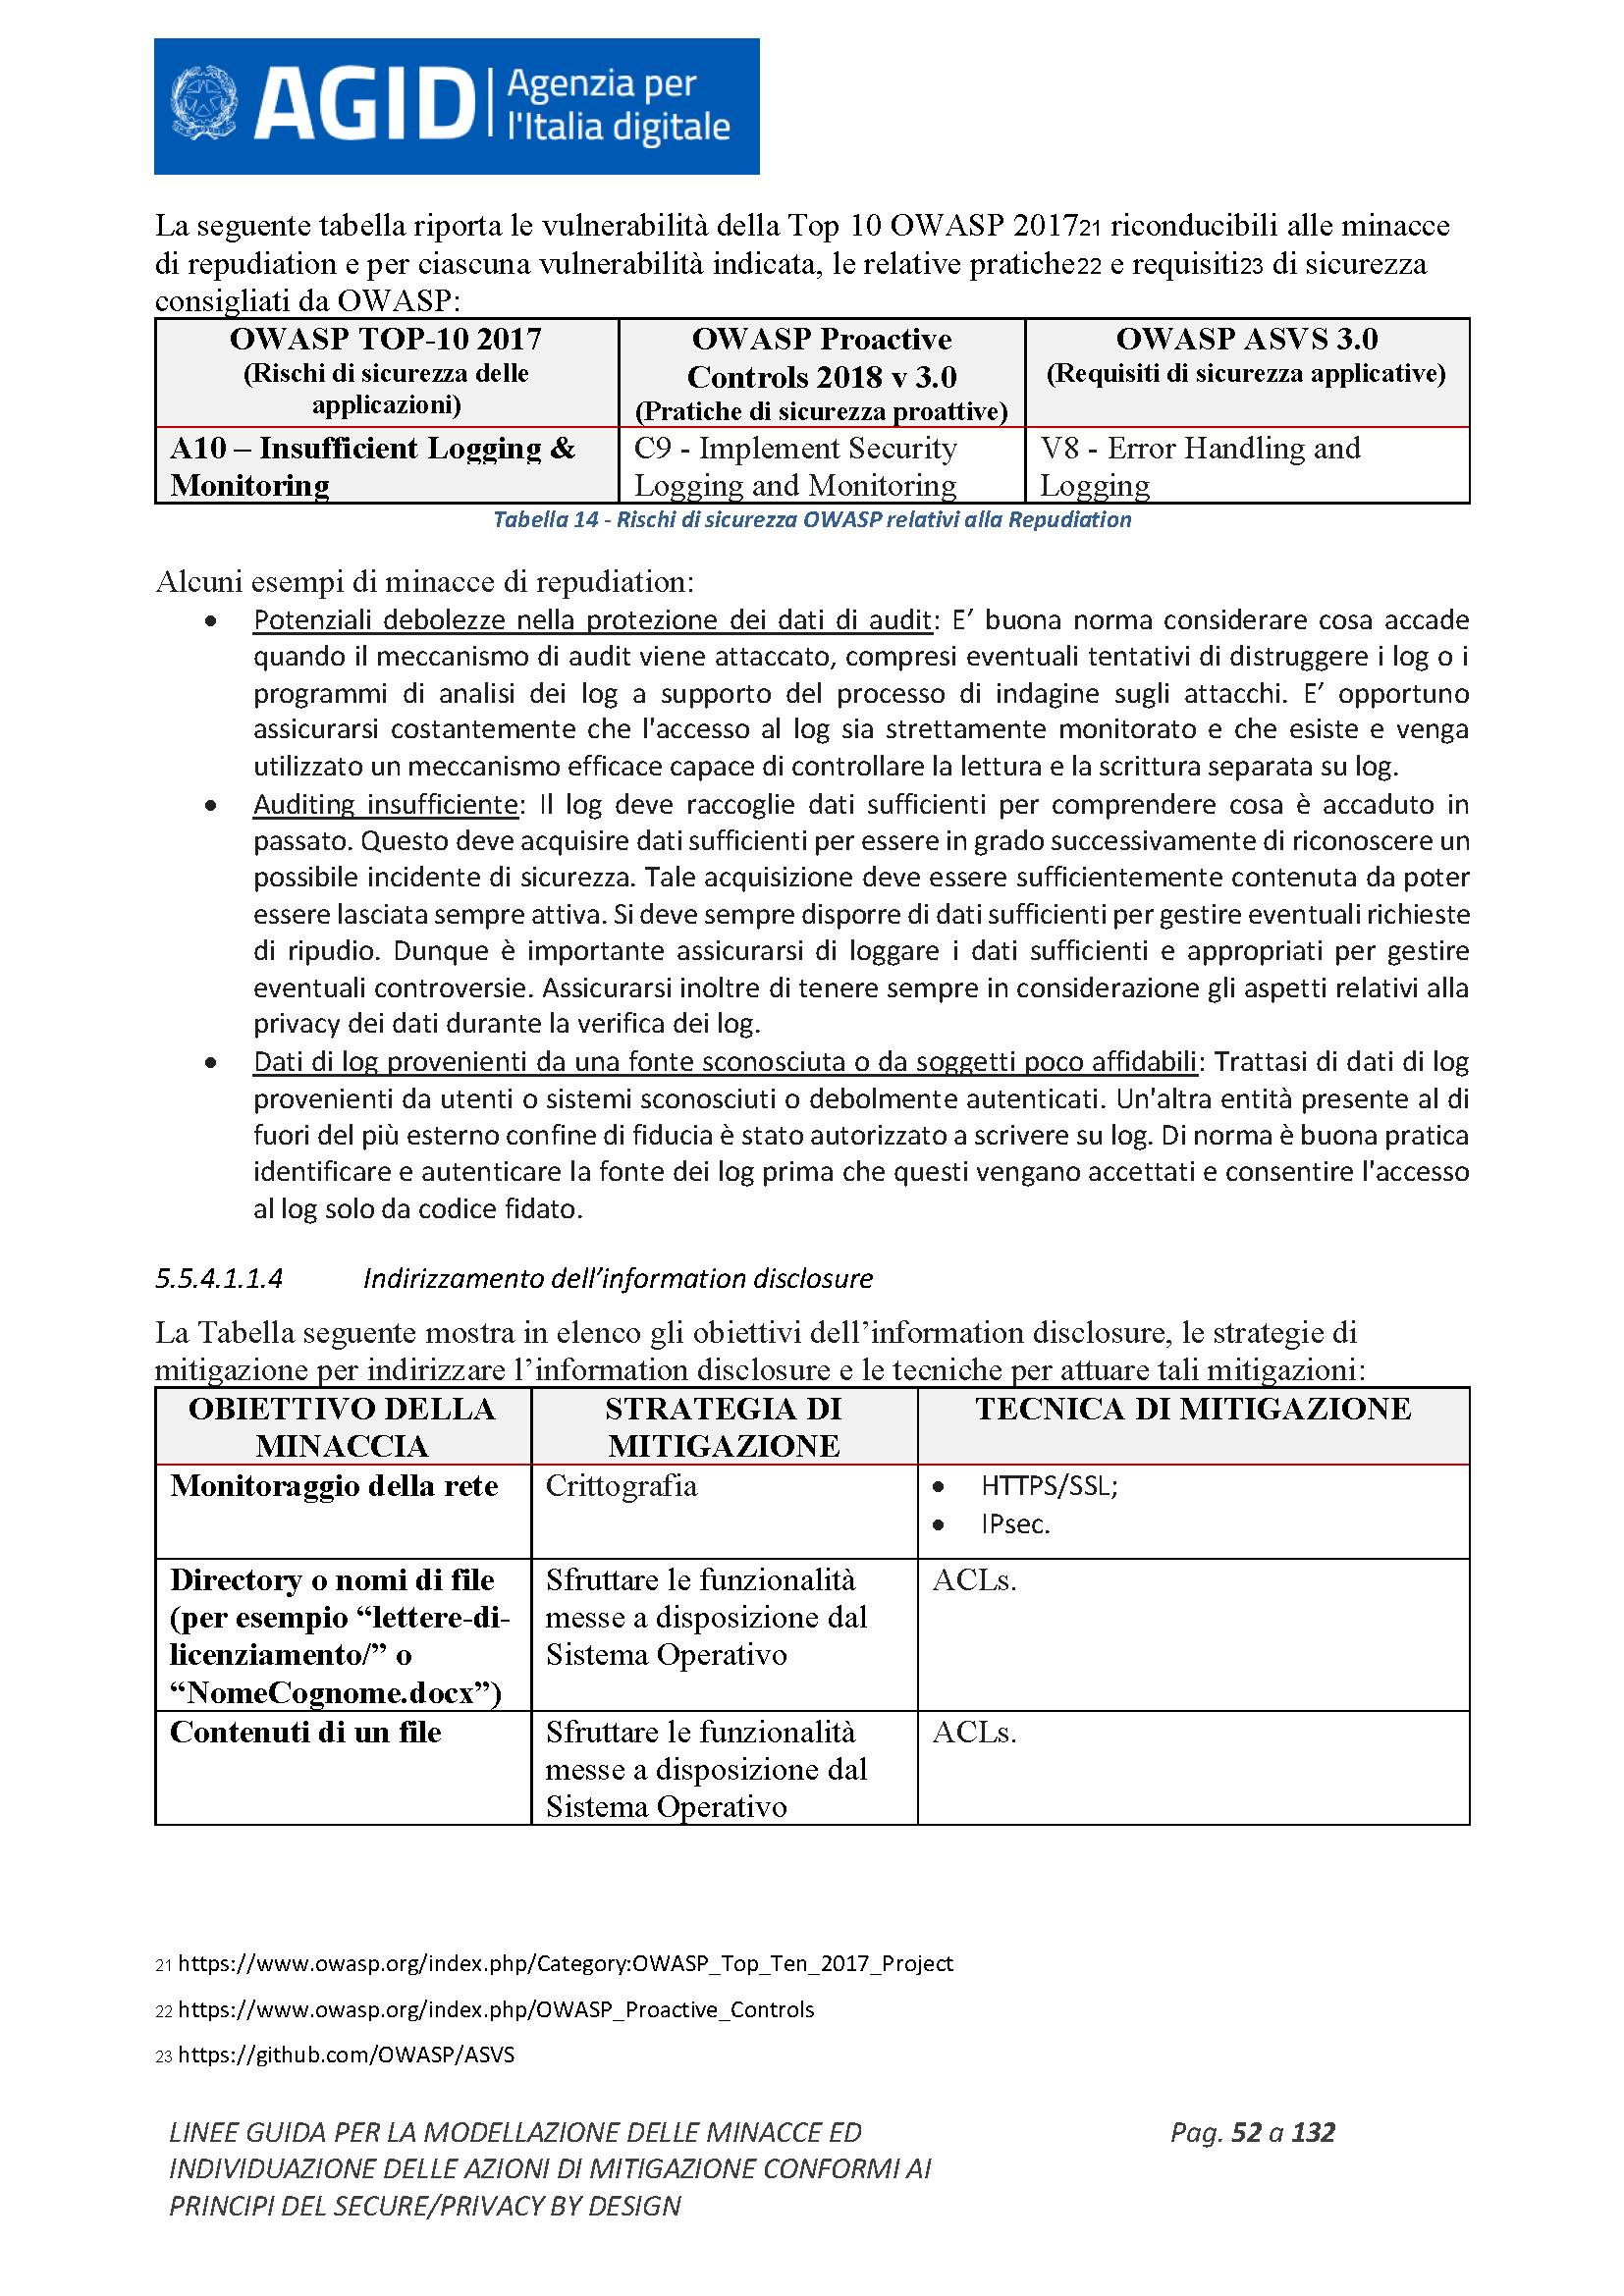 AGID Agenzia per
l'Italia digitale
La seguente tabella riporta le vulnerabilità della Top 10 OWASP 201721 riconducibili alle minacce
di repudiation e per ciascuna vulnerabilità indicata, le relative pratiche22 e requisiti23 di sicurezza
consigliati da OWASP:
OWASP TOP-10 2017
(Rischi di sicurezza delle
applicazioni)
OWASP Proactive
Controls 2018 v 3.0
(Pratiche di sicurezza proattive)
OWASP ASVS 3.0
(Requisiti di sicurezza applicative)
A10 – Insufficient Logging &
Monitoring
C9 - Implement Security
Logging and Monitoring
V8 - Error Handling and
Logging
Tabella 14 - Rischi di sicurezza OWASP relativi alla Repudiation
Alcuni esempi di minacce di repudiation:
• Potenziali debolezze nella protezione dei dati di audit: E’ buona norma considerare cosa accade
quando il meccanismo di audit viene attaccato, compresi eventuali tentativi di distruggere i log o i
programmi di analisi dei log a supporto del processo di indagine sugli attacchi. E’ opportuno
assicurarsi costantemente che l'accesso al log sia strettamente monitorato e che esiste e venga
utilizzato un meccanismo efficace capace di controllare la lettura e la scrittura separata su log.
• Auditing insufficiente: Il log deve raccoglie dati sufficienti per comprendere cosa è accaduto in
passato. Questo deve acquisire dati sufficienti per essere in grado successivamente di riconoscere un
possibile incidente di sicurezza. Tale acquisizione deve essere sufficientemente contenuta da poter
essere lasciata sempre attiva. Si deve sempre disporre di dati sufficienti per gestire eventuali richieste
di ripudio. Dunque è importante assicurarsi di loggare i dati sufficienti e appropriati per gestire
eventuali controversie. Assicurarsi inoltre di tenere sempre in considerazione gli aspetti relativi alla
privacy dei dati durante la verifica dei log.
• Dati di log provenienti da una fonte sconosciuta o da soggetti poco affidabili: Trattasi di dati di log
provenienti da utenti o sistemi sconosciuti o debolmente autenticati. Un'altra entità presente al di
fuori del più esterno confine di fiducia è stato autorizzato a scrivere su log. Di norma è buona pratica
identificare e autenticare la fonte dei log prima che questi vengano accettati e consentire l'accesso
al log solo da codice fidato.
5.5.4.1.1.4 Indirizzamento dell’information disclosure
La Tabella seguente mostra in elenco gli obiettivi dell’information disclosure, le strategie di
mitigazione per indirizzare l’information disclosure e le tecniche per attuare tali mitigazioni:
OBIETTIVO DELLA
MINACCIA
STRATEGIA DI
MITIGAZIONE
TECNICA DI MITIGAZIONE
Monitoraggio della rete
Crittografia
• HTTPS/SSL;
• IPsec.
Directory o nomi di file
(per esempio “lettere-di-
licenziamento/” o
“NomeCognome.docx”)
Sfruttare le funzionalità
messe a disposizione dal
Sistema Operativo
ACLs.
Contenuti di un file
Sfruttare le funzionalità
messe a disposizione dal
Sistema Operativo
ACLs.
21 https://www.owasp.org/index.php/Category:OWASP_Top_Ten_2017_Project
22 https://www.owasp.org/index.php/OWASP_Proactive_Controls
23 https://github.com/OWASP/ASVS
LINEE GUIDA PER LA MODELLAZIONE DELLE MINACCE ED
INDIVIDUAZIONE DELLE AZIONI DI MITIGAZIONE CONFORMI AI
PRINCIPI DEL SECURE/PRIVACY BY DESIGN
Pag. 52 a 132